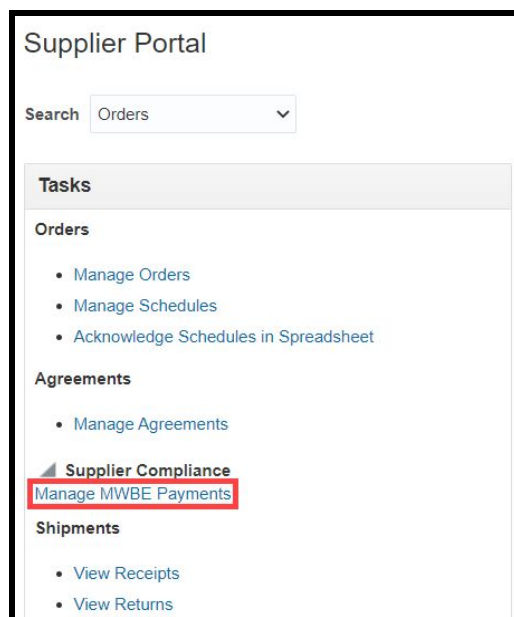 Supplier Portal
Search Orders
Tasks
Orders
Manage Orders
Manage Schedules
Acknowledge Schedules in Spreadsheet
Agreements
Manage Agreements
Supplier Compliance
Manage MWBE Payments
Shipments
View Receipts
View Returns